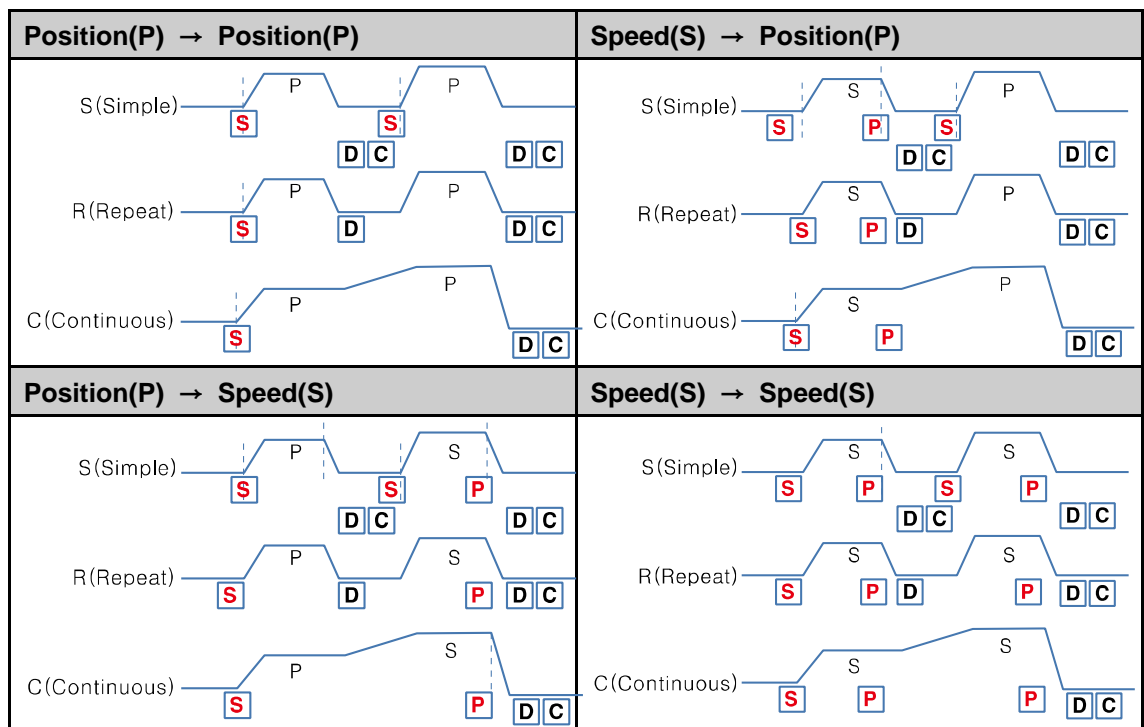 Position(P) → Position(P)
S(Simple)
P
P
S
S
D C
D C
R(Repeat)
P
P
S
D
D C
C(Continuous)
P
P
S
D C
Speed(S) → Position(P)
S(Simple)
S
P
S
P
S
D C
D C
R(Repeat)
S
P
S
P
D
D C
C(Continuous)
S
P
S
P
D C
Position(P) → Speed(S)
S(Simple)
P
S
S
S
P
D C
D C
R(Repeat)
P
S
S
D
P
D C
C(Continuous)
P
S
S
P
D C
Speed(S) → Speed(S)
S(Simple)
S
S
S
P
S
P
D C
D C
R(Repeat)
S
S
S
P
D
P
D C
C(Continuous)
S
S
S
P
P
D C